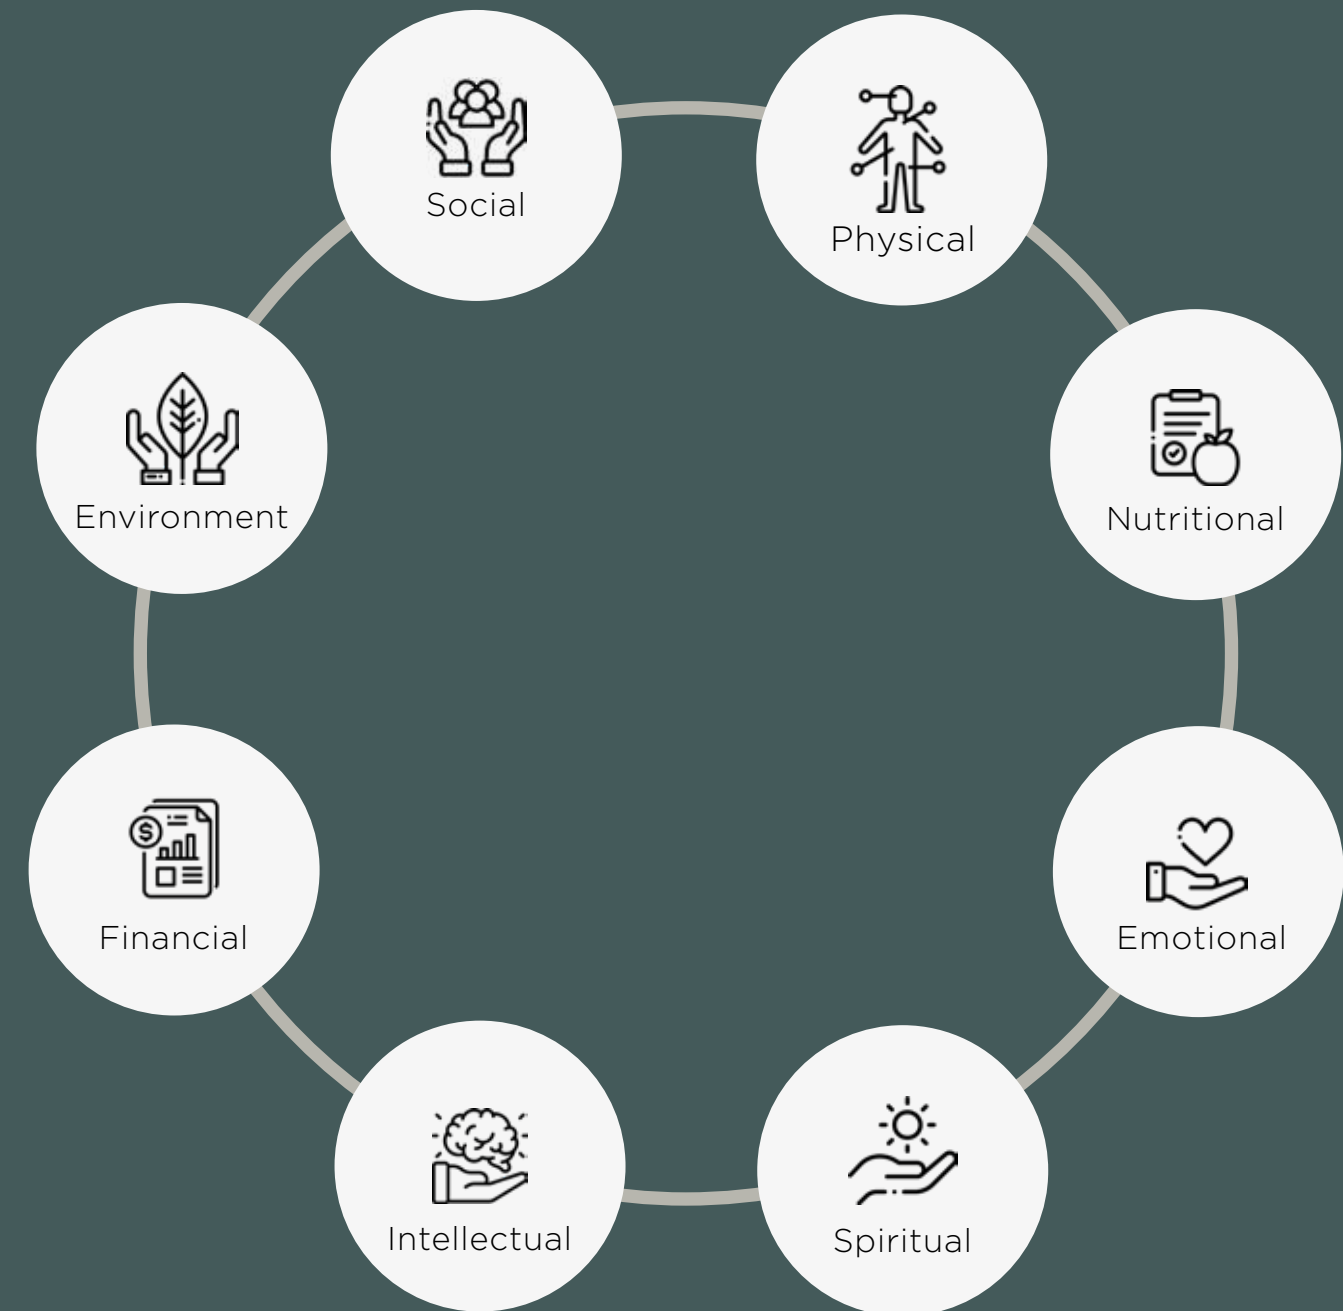 Social
Physical
Environment
Nutritional
Financial
Emotional
Intellectual
Spiritual